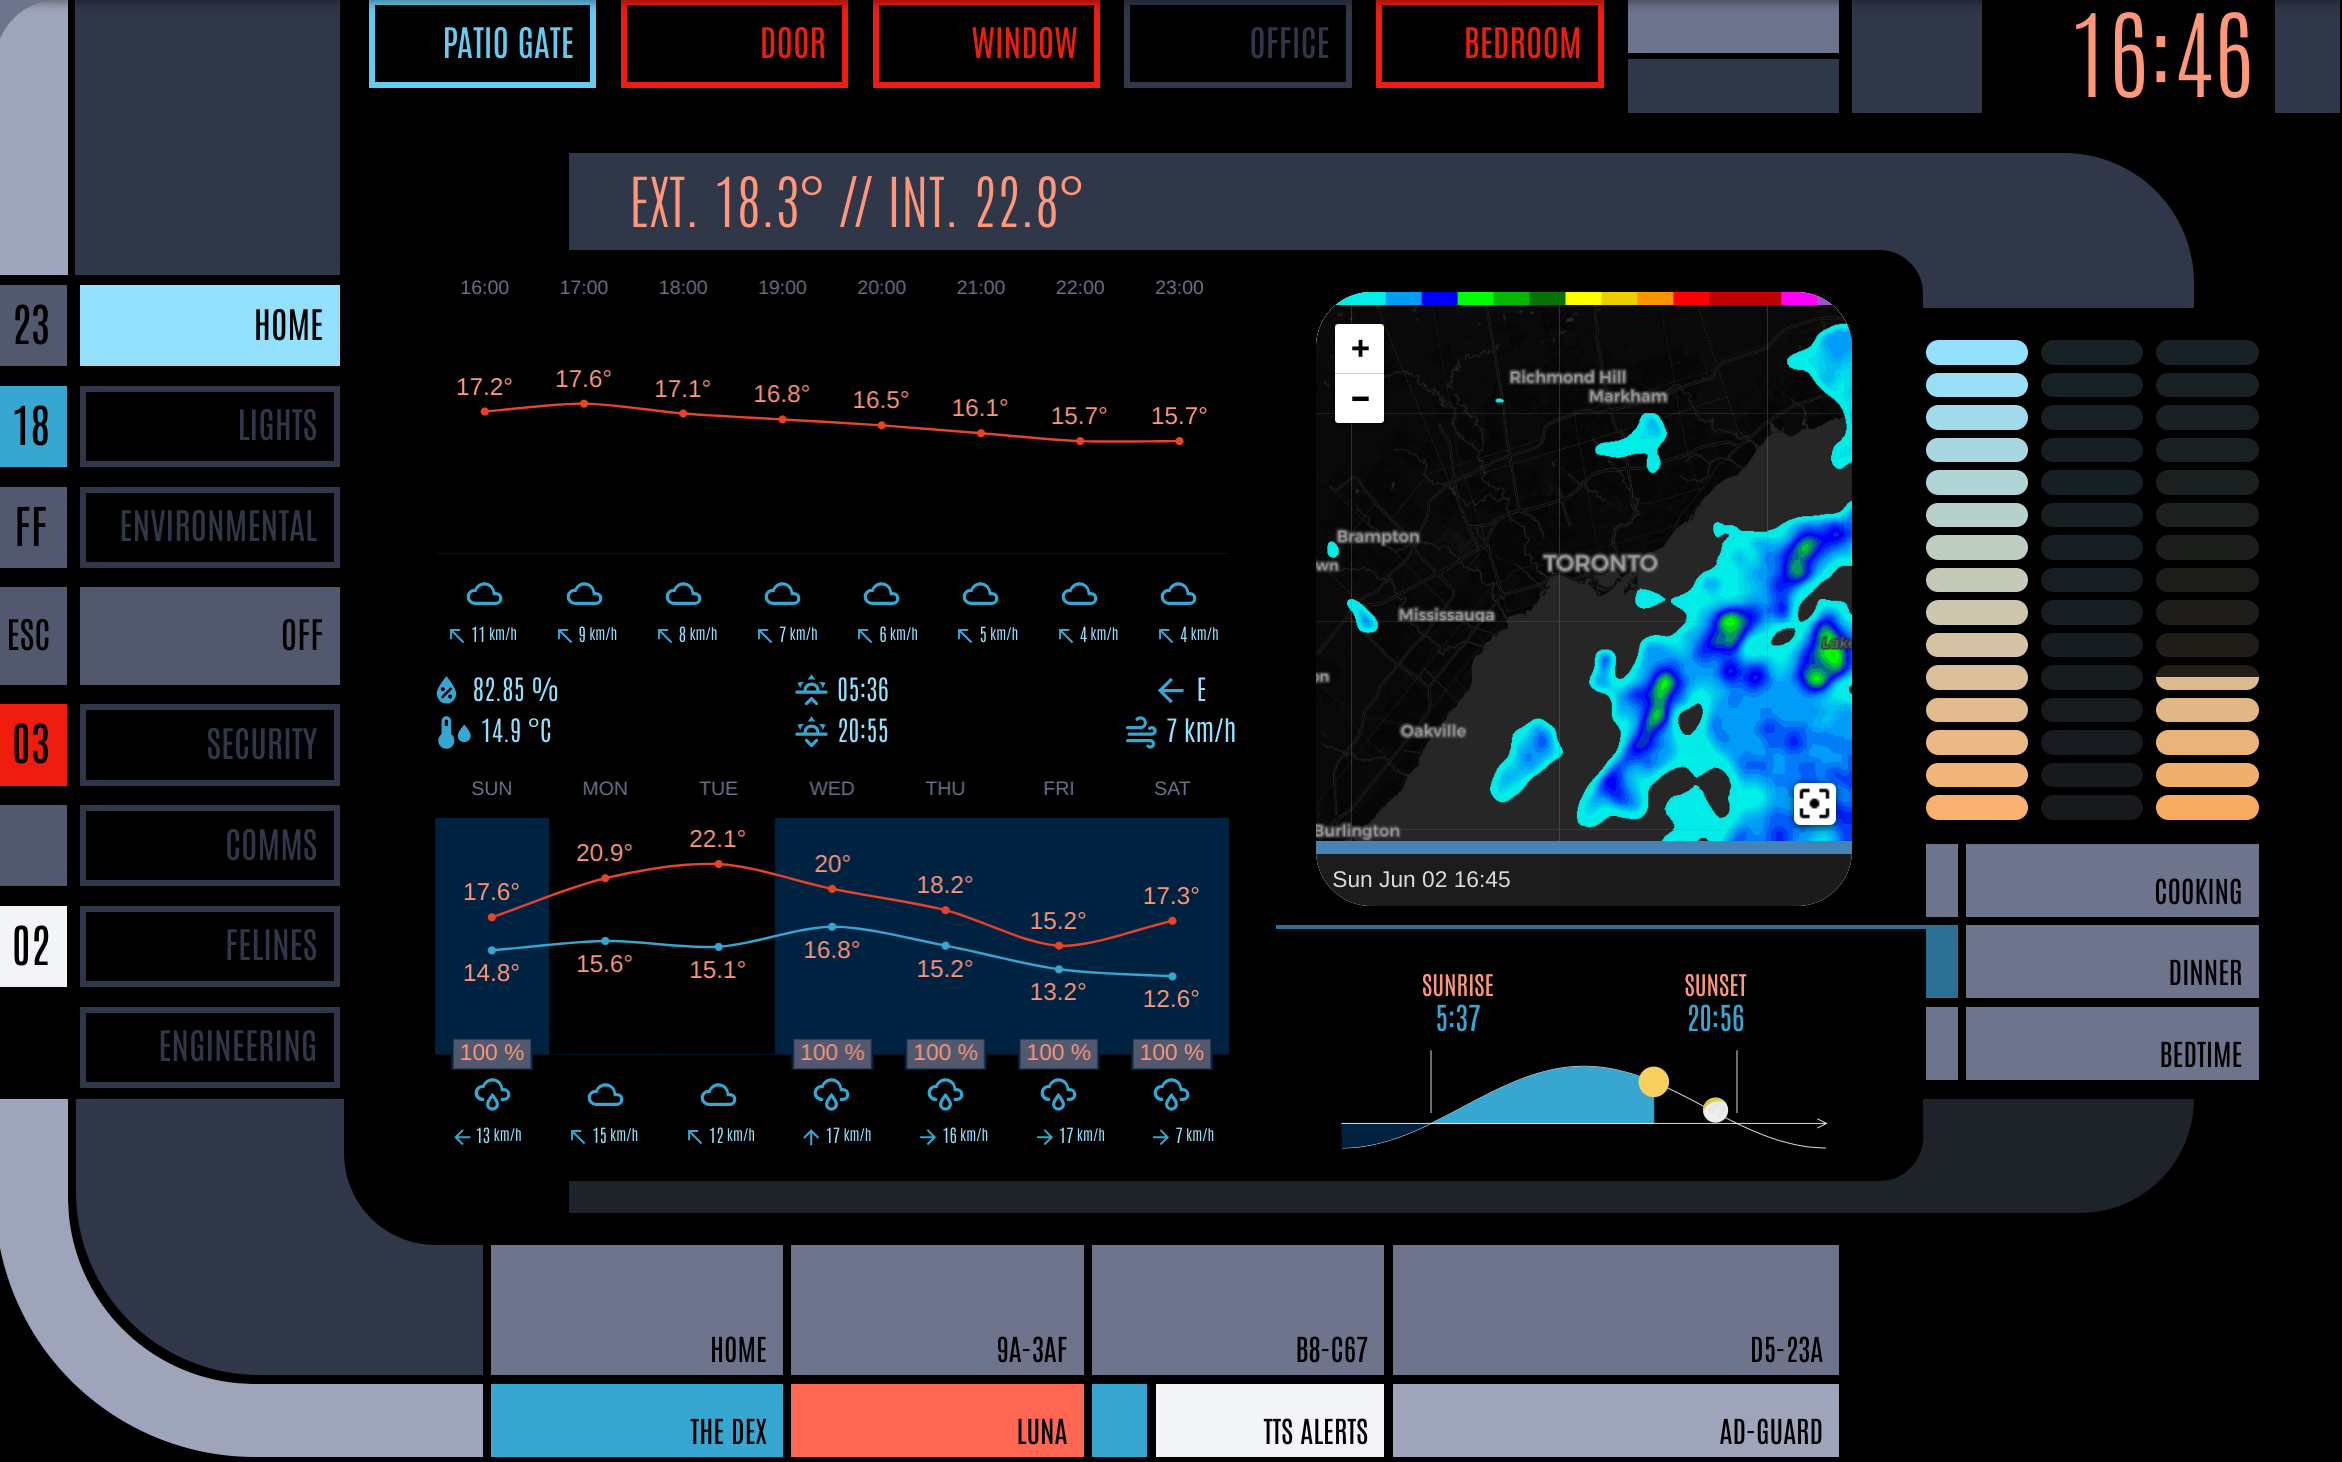 PATIO GATE DOOR WINDOW OFFICE BEDROOM 16:46
EXT. 18.3° // INT. 22.8°
23 HOME
18 LIGHTS
FF ENVIRONMENTAL
ESC OFF
03 SECURITY
COMMS
02 FELINES
ENGINEERING
16:00 17:00 18:00 19:00 20:00 21:00 22:00 23:00
17.2° 17.6° 17.1° 16.8° 16.5° 16.1° 15.7° 15.7°
11 km/h 9 km/h 8 km/h 7 km/h 6 km/h 5 km/h 4 km/h 4 km/h
82.85 % 05:36 E
14.9 °C 20:55 7 km/h
SUN MON TUE WED THU FRI SAT
17.6° 20.9° 22.1° 20° 18.2° 15.2° 17.3°
14.8° 15.6° 15.1° 16.8° 15.2° 13.2° 12.6°
100 % 100 % 100 % 100 % 100 %
13 km/h 15 km/h 12 km/h 17 km/h 16 km/h 17 km/h 7 km/h
+
−
Richmond Hill
Markham
Brampton
wn
TORONTO
Mississauga
Lake
on
Oakville
Burlington
Sun Jun 02 16:45
SUNRISE SUNSET
5:37 20:56
COOKING
DINNER
BEDTIME
HOME 9A-3AF B8-C67 D5-23A
THE DEX LUNA TTS ALERTS AD-GUARD